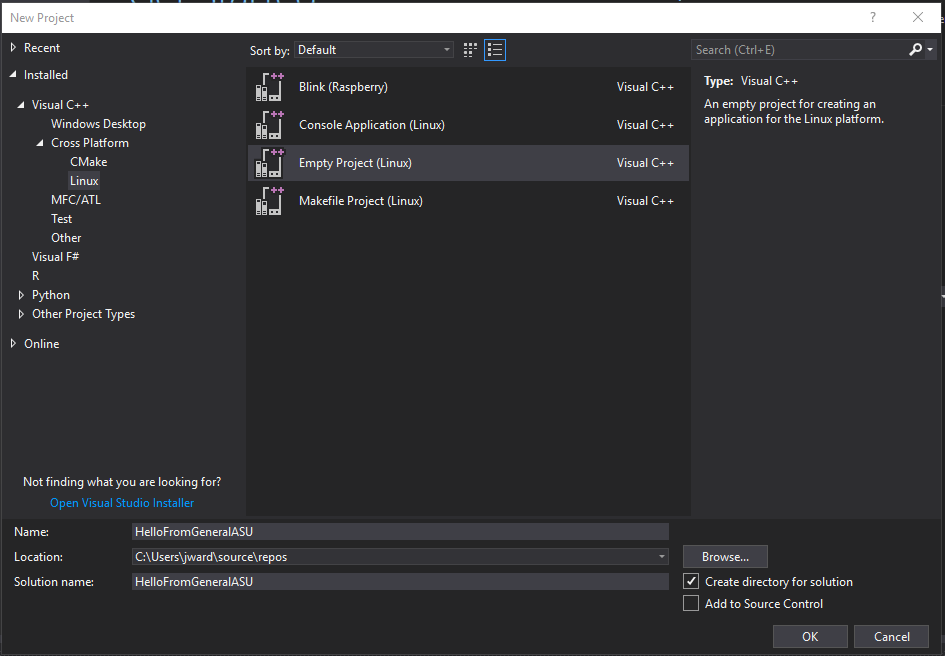 New Project
Recent
Installed
Visual C++
Windows Desktop
Cross Platform
CMake
Linux
MFC/ATL
Test
Other
Visual F#
R
Python
Other Project Types
Online
Not finding what you are looking for?
Open Visual Studio Installer
Sort by: Default
Blink (Raspberry) Visual C++
Console Application (Linux) Visual C++
Empty Project (Linux) Visual C++
Makefile Project (Linux) Visual C++
Search (Ctrl+E)
Type: Visual C++
An empty project for creating an
application for the Linux platform.
Name: HelloFromGeneralASU
Location: C:\Users\jward\source\repos
Browse...
Solution name: HelloFromGeneralASU
Create directory for solution
Add to Source Control
OK Cancel